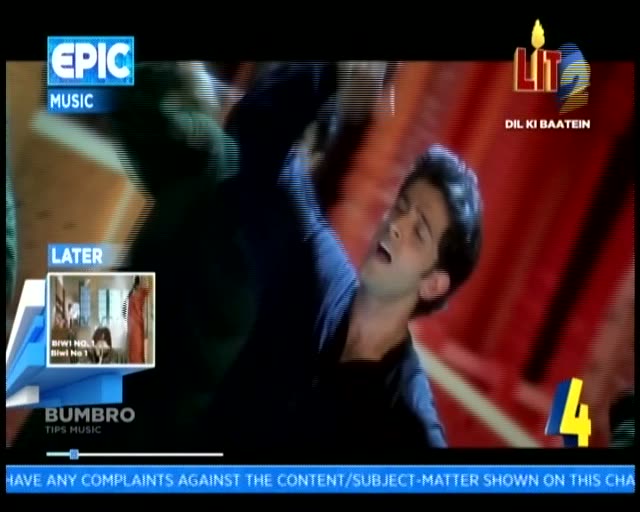 EPIC
MUSIC
LIT
2
DIL KI BAATEIN
LATER
BIWI NO. 1
Biwi No 1
BUMBRO
TIPS MUSIC
4
HAVE ANY COMPLAINTS AGAINST THE CONTENT/SUBJECT-MATTER SHOWN ON THIS CHA